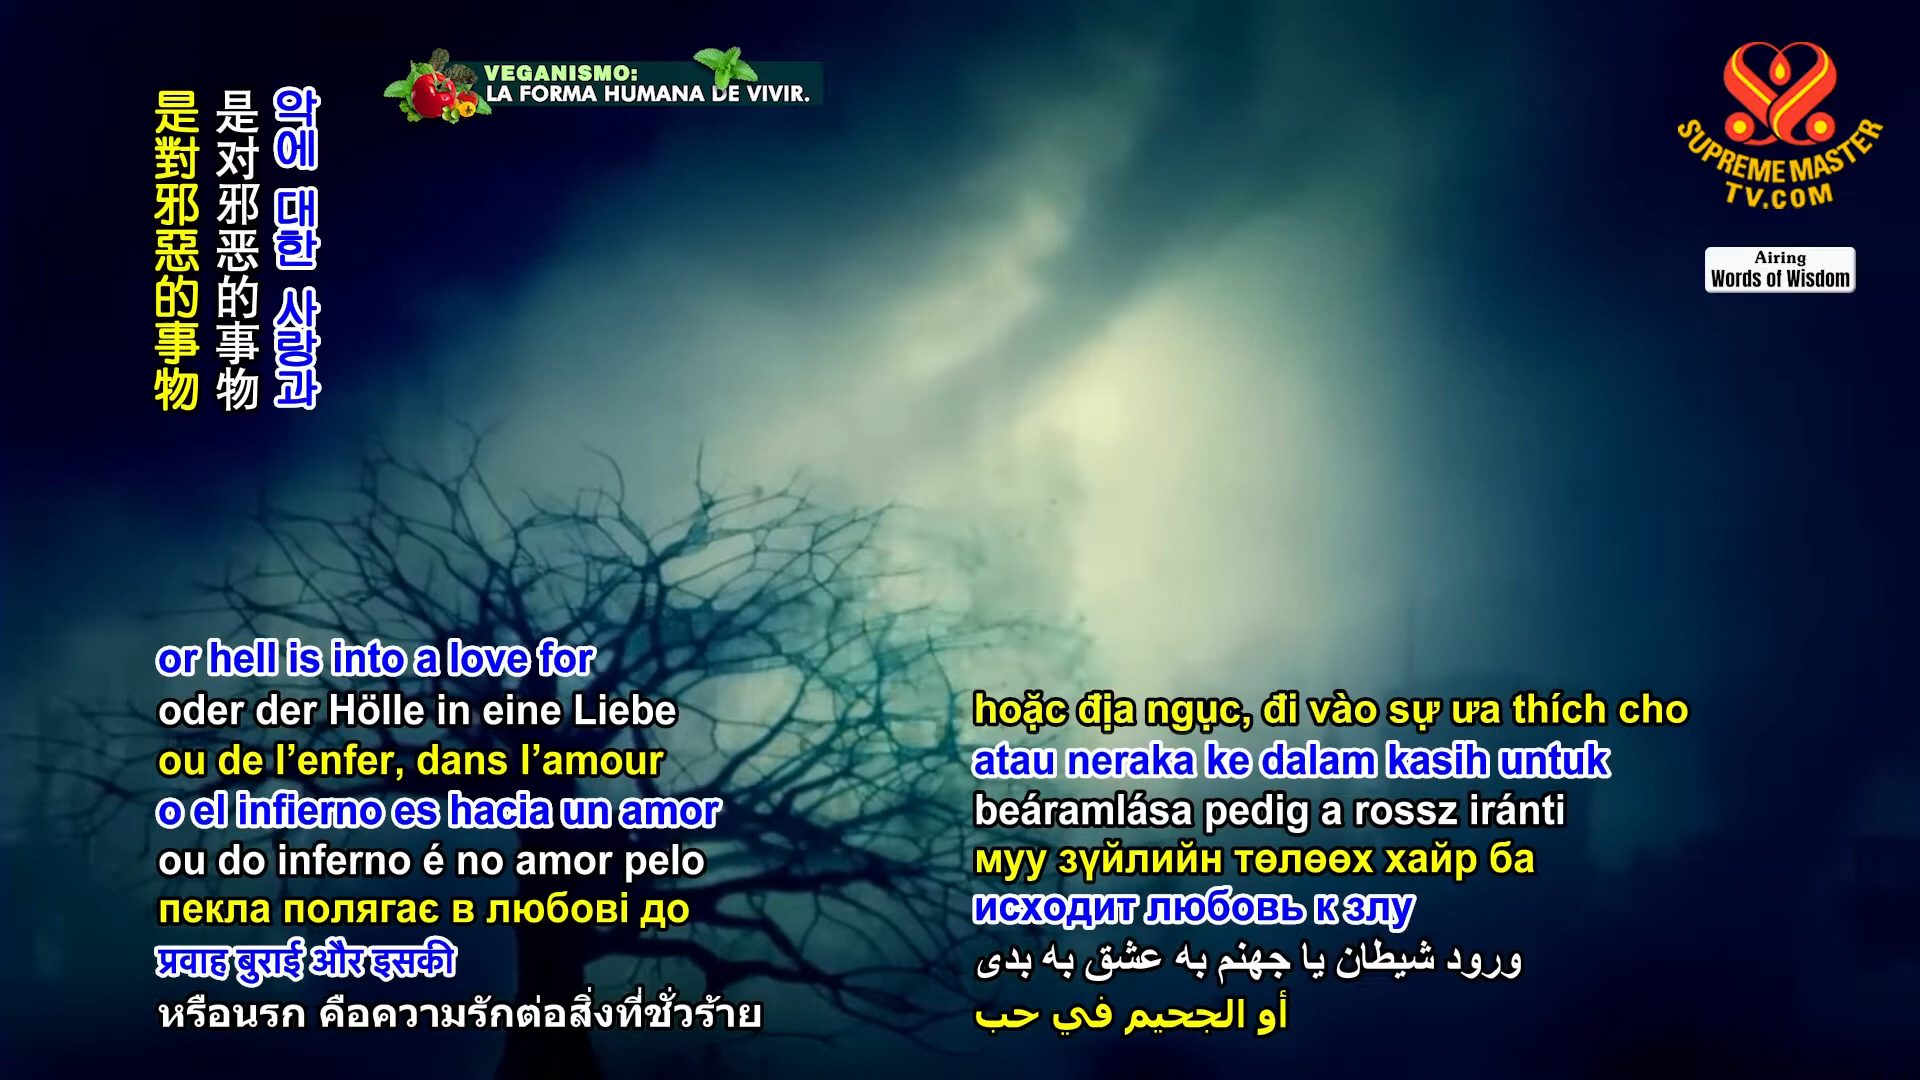 VEGANISMO:
LA FORMA HUMANA DE VIVIR.
SUPREME MASTER
TV.COM
Airing
Words of Wisdom
악에 대한 사랑과
是对邪恶的事物
是對邪惡的事物
or hell is into a love for
oder der Hölle in eine Liebe
ou de l’enfer, dans l’amour
o el infierno es hacia un amor
ou do inferno é no amor pelo
пекла полягає в любові до
प्रवाह बुराई और इसकी
หรือนรก คือความรักต่อสิ่งที่ชั่วร้าย
hoặc địa ngục, đi vào sự ưa thích cho
atau neraka ke dalam kasih untuk
beáramlása pedig a rossz iránti
муу зүйлийн төлөөх хайр ба
исходит любовь к злу
ورود شیطان یا جهنم به عشق به بدی
أو الجحيم في حب